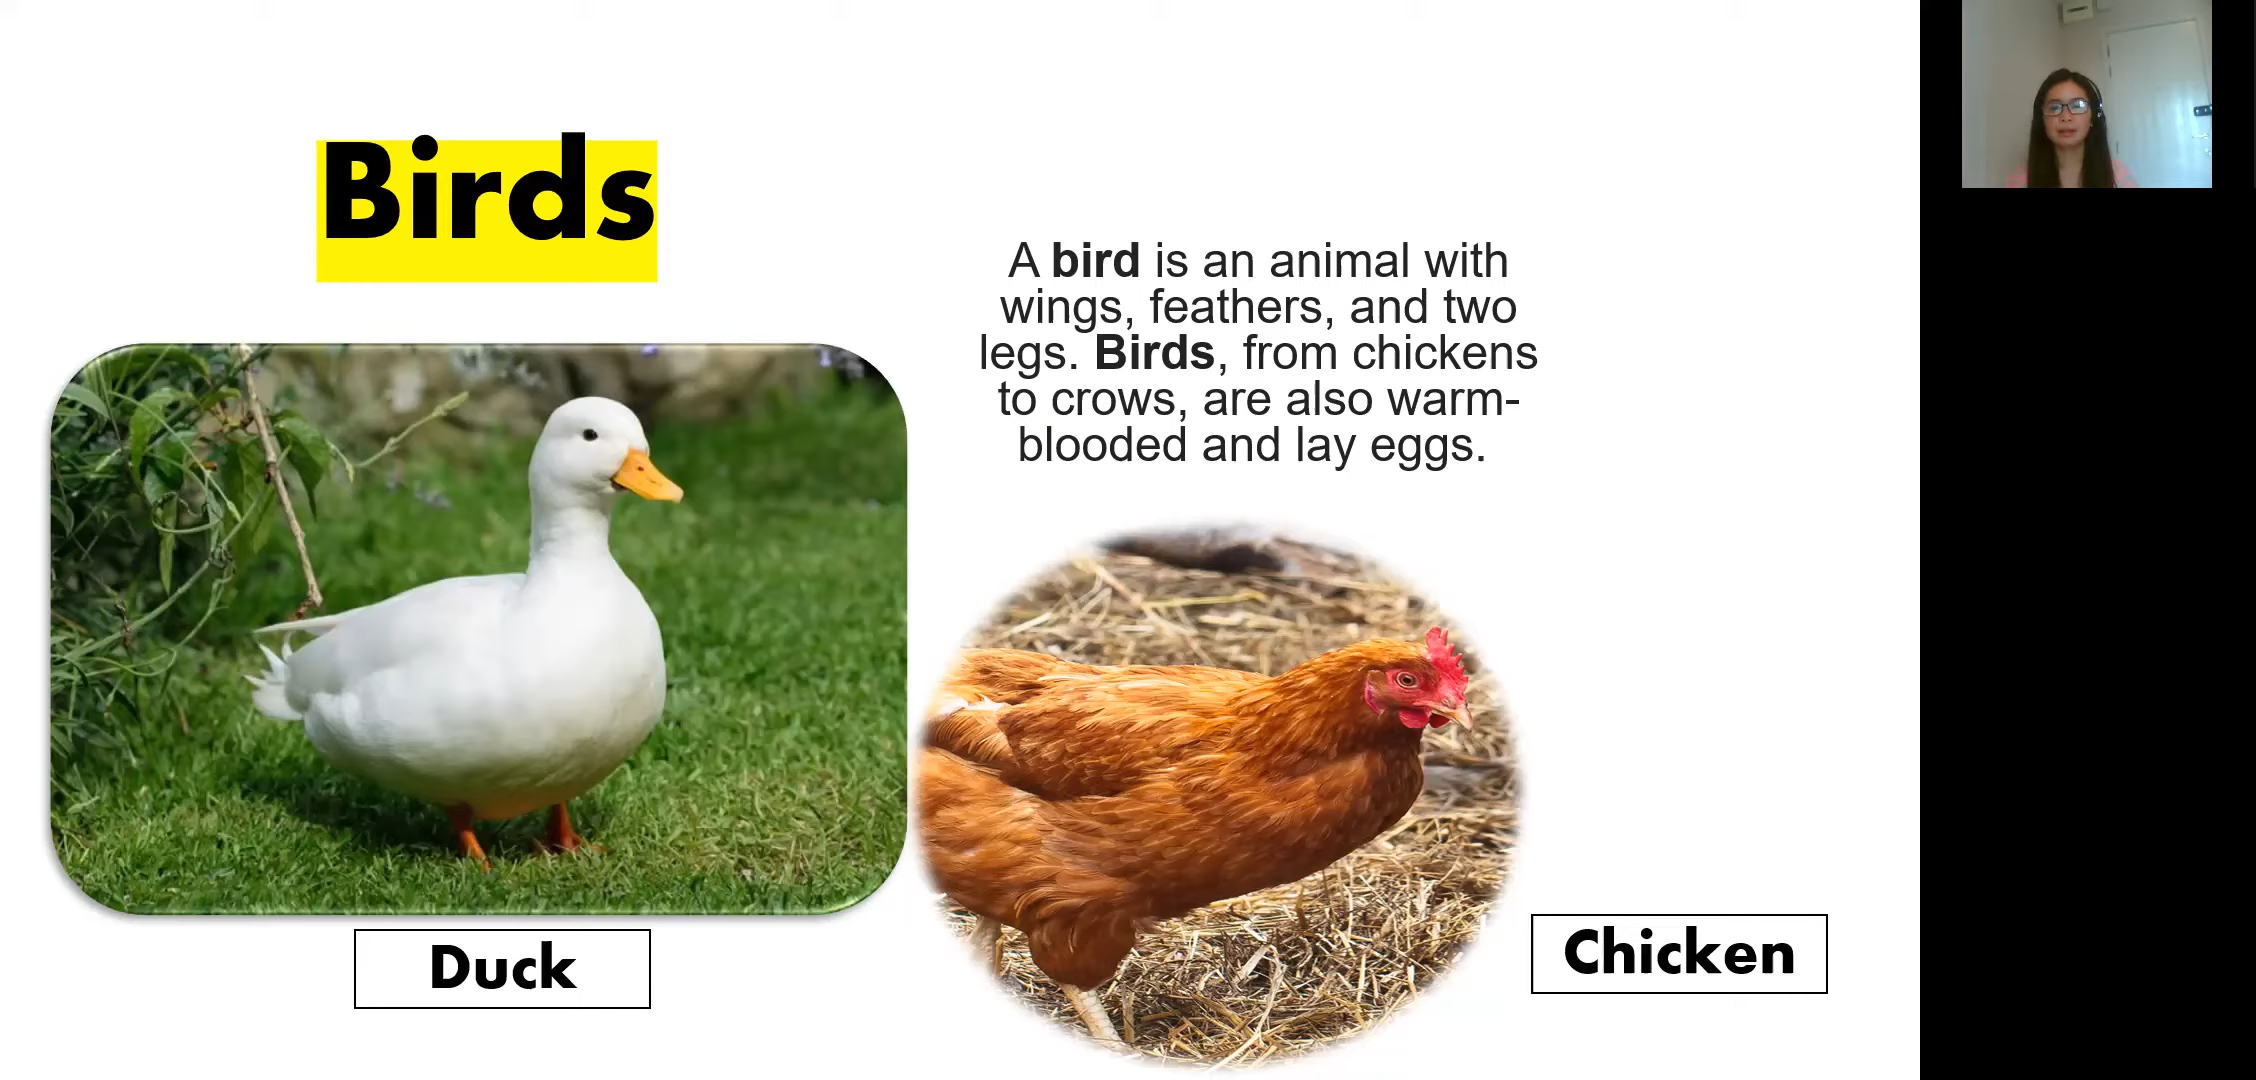 Birds
A bird is an animal with
wings, feathers, and two
legs. Birds, from chickens
to crows, are also warm-
blooded and lay eggs.
Duck
Chicken